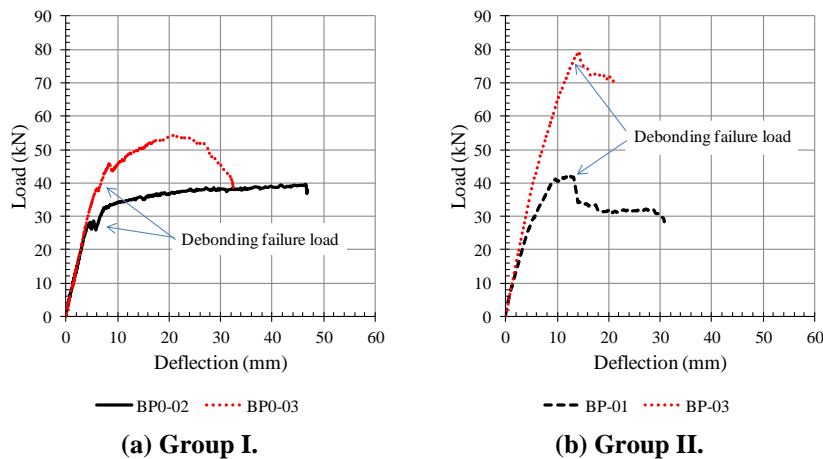 90
80
70
60
50
40
30
20
10
0
Load (kN)
Debonding failure load
0 10 20 30 40 50 60
Deflection (mm)
BP0-02 BP0-03
(a) Group I.
90
80
70
60
50
40
30
20
10
0
Load (kN)
Debonding failure load
0 10 20 30 40 50 60
Deflection (mm)
BP-01 BP-03
(b) Group II.